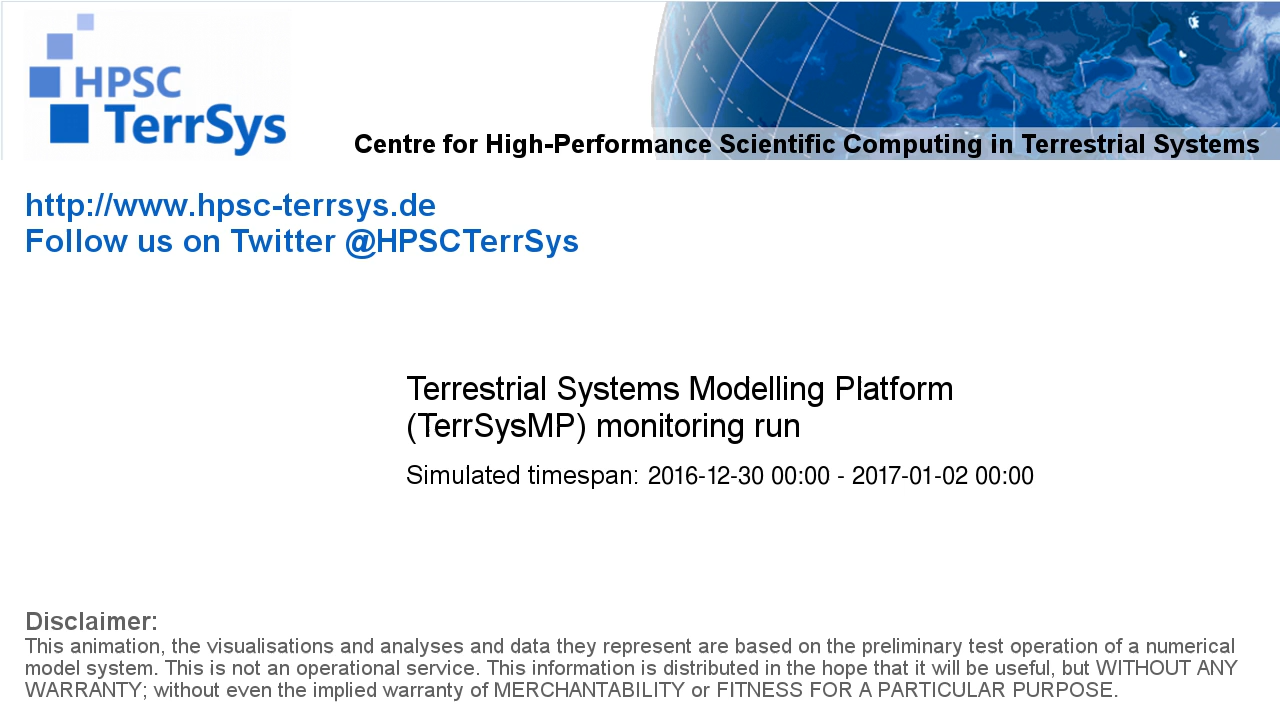 HPSC
TerrSys
Centre for High-Performance Scientific Computing in Terrestrial Systems
http://www.hpsc-terrsys.de
Follow us on Twitter @HPSCTerrSys
Terrestrial Systems Modelling Platform
(TerrSysMP) monitoring run
Simulated timespan: 2016-12-30 00:00 - 2017-01-02 00:00
Disclaimer:
This animation, the visualisations and analyses and data they represent are based on the preliminary test operation of a numerical
model system. This is not an operational service. This information is distributed in the hope that it will be useful, but WITHOUT ANY
WARRANTY; without even the implied warranty of MERCHANTABILITY or FITNESS FOR A PARTICULAR PURPOSE.